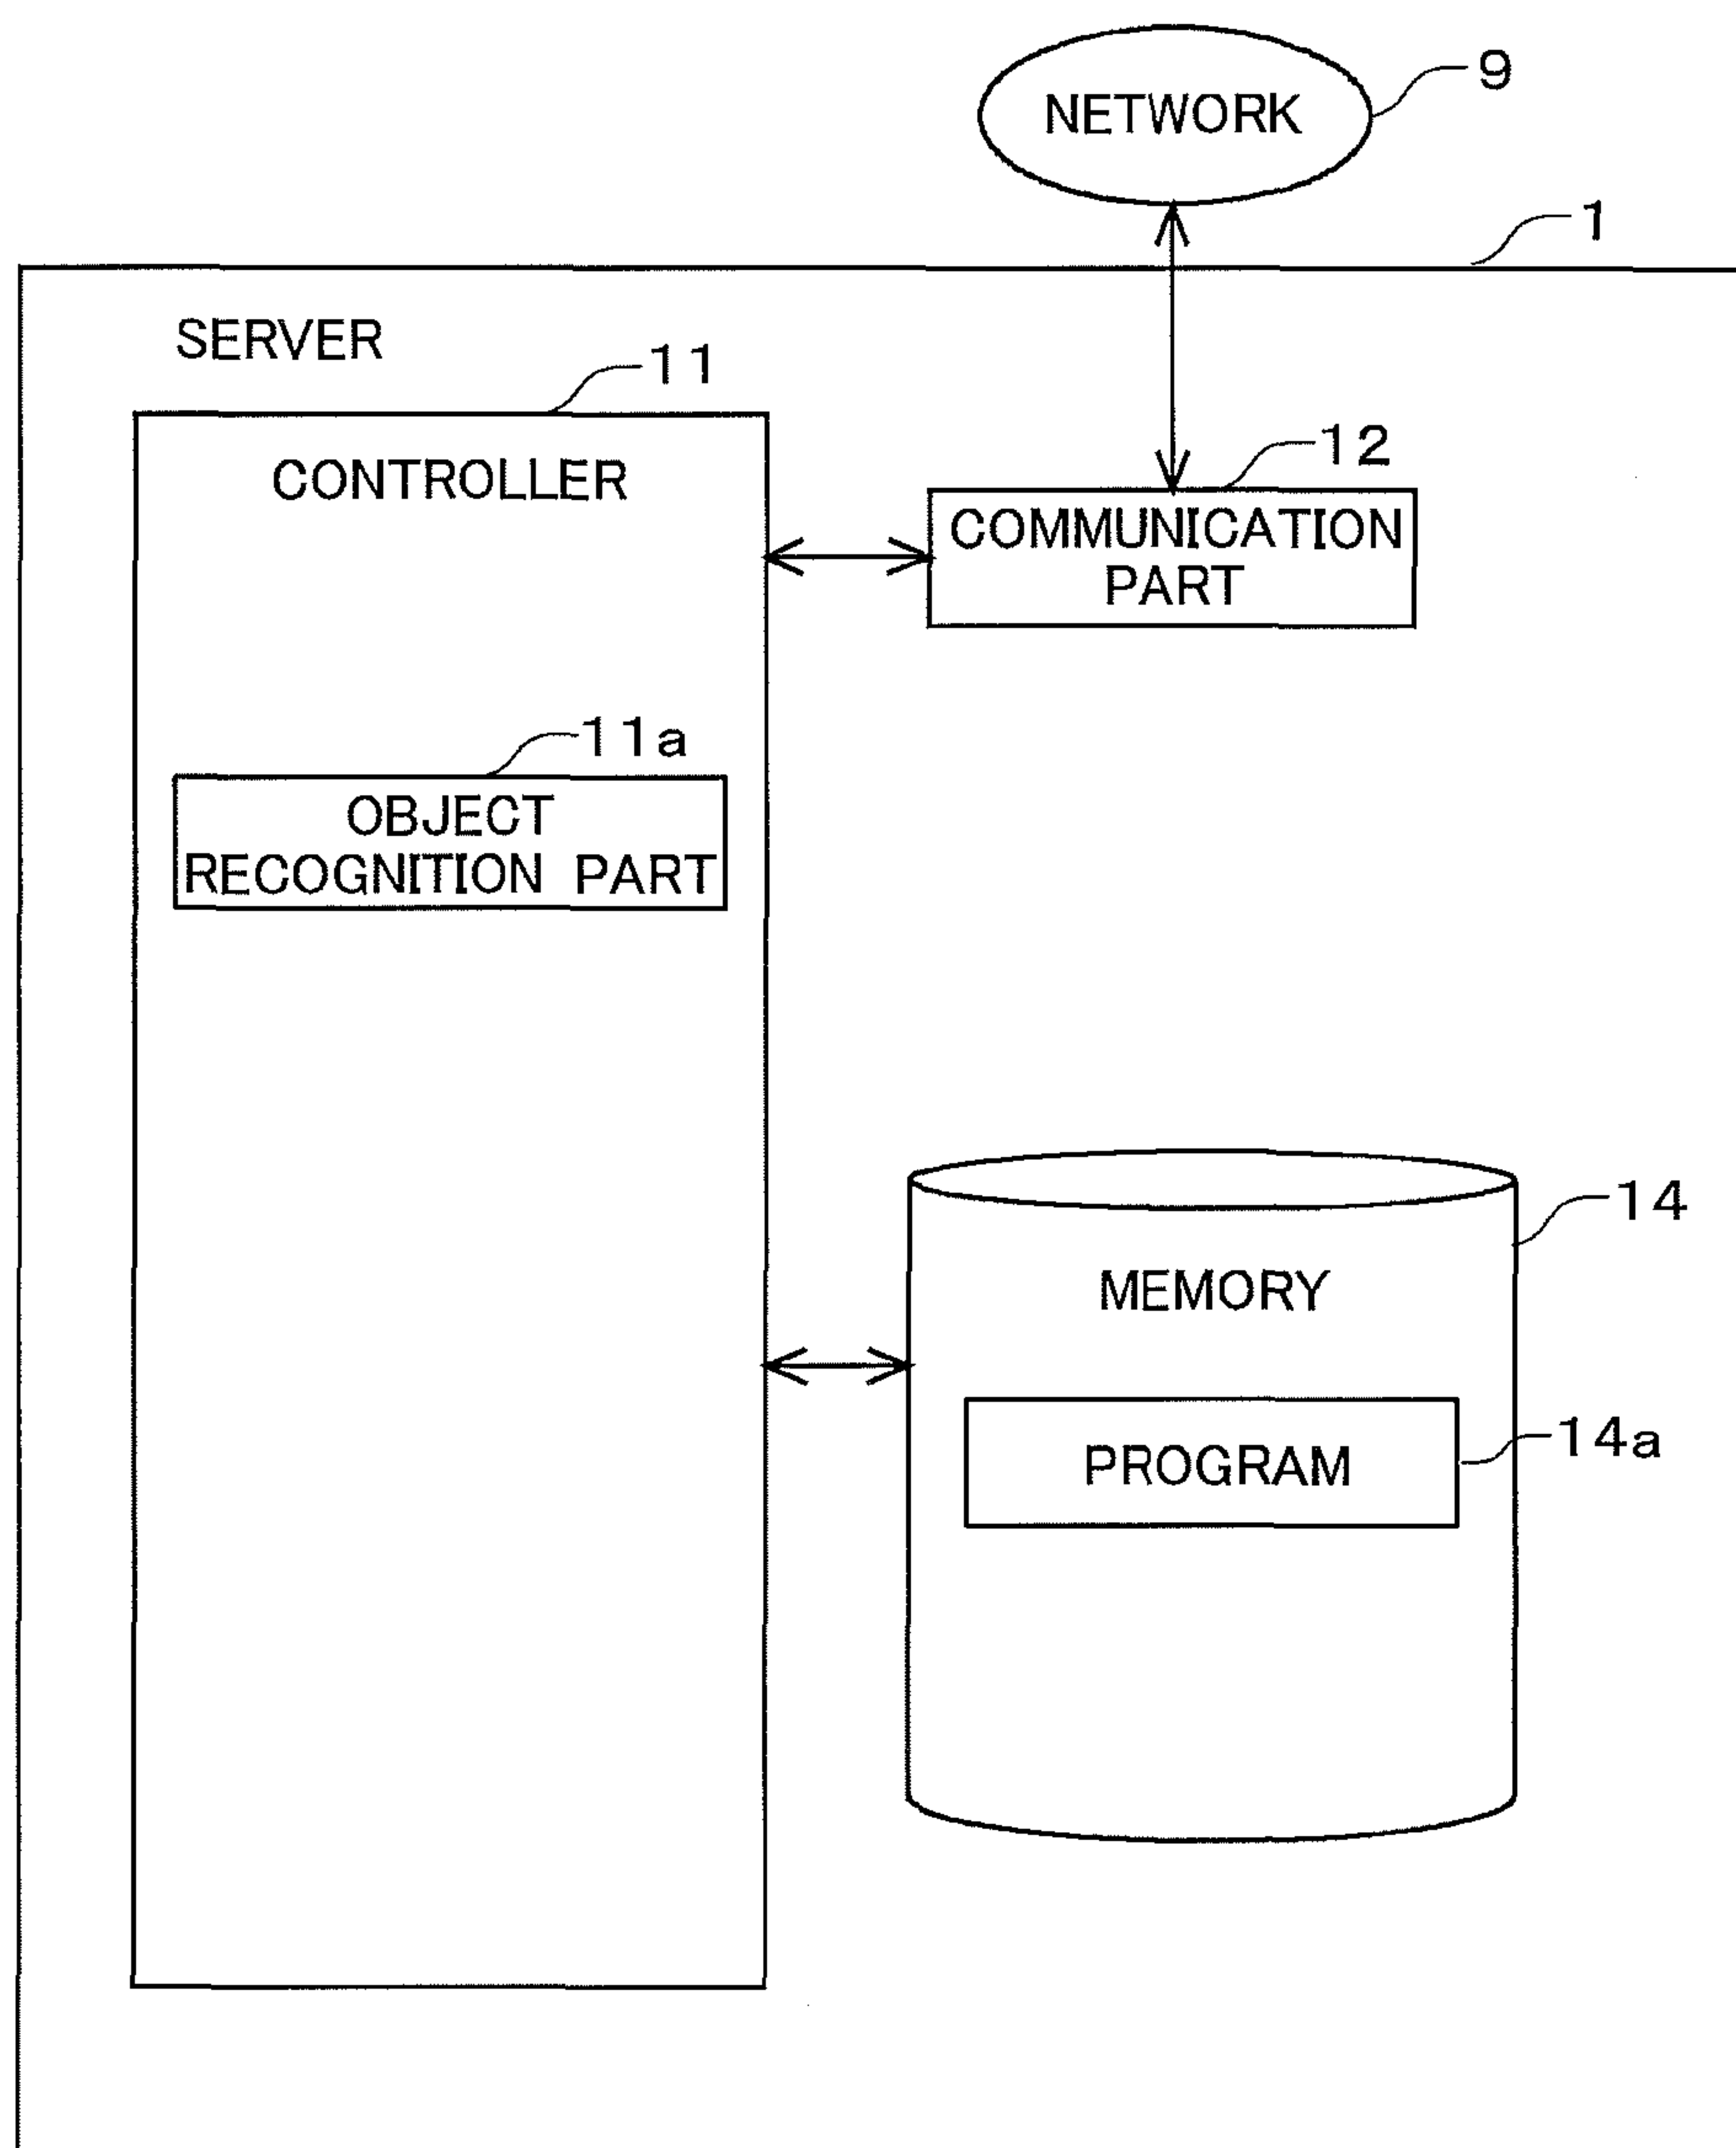 NETWORK
9
1
SERVER
11
CONTROLLER
12
COMMUNICATION
PART
11a
OBJECT
RECOGNITION PART
14
MEMORY
14a
PROGRAM